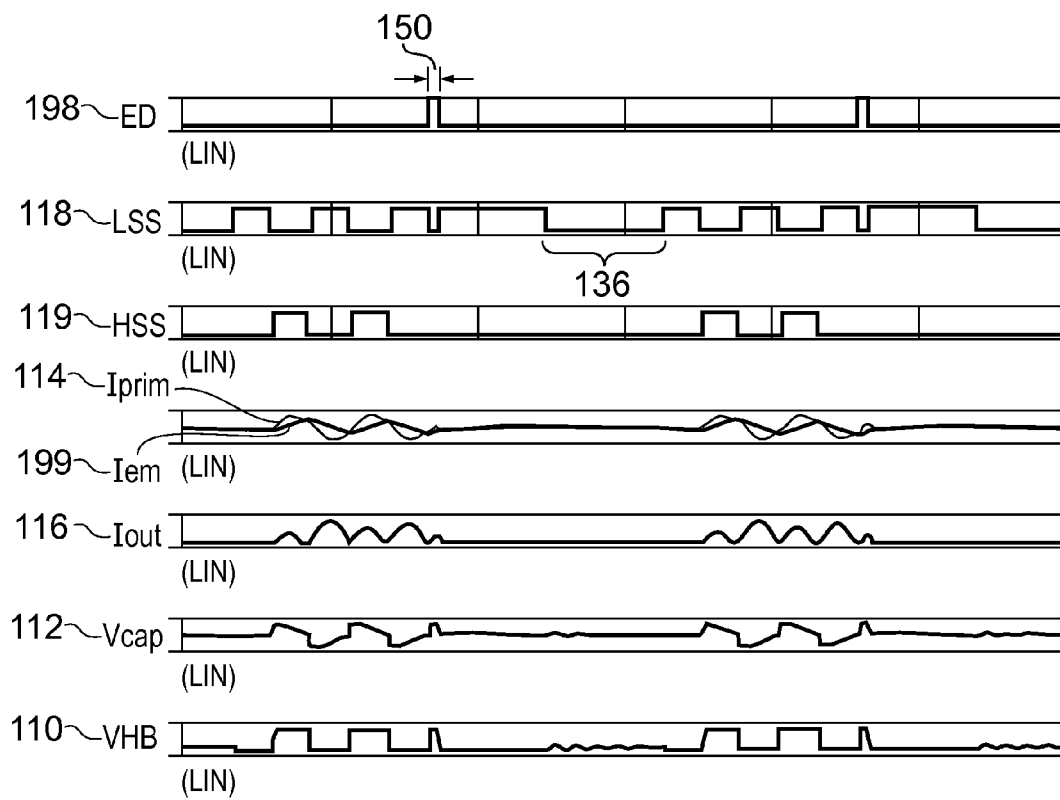 150
198 ED
(LIN)
118 LSS
(LIN)
136
119 HSS
(LIN)
114 Iprim
199 Iem
(LIN)
116 Iout
(LIN)
112 Vcap
(LIN)
110 VHB
(LIN)